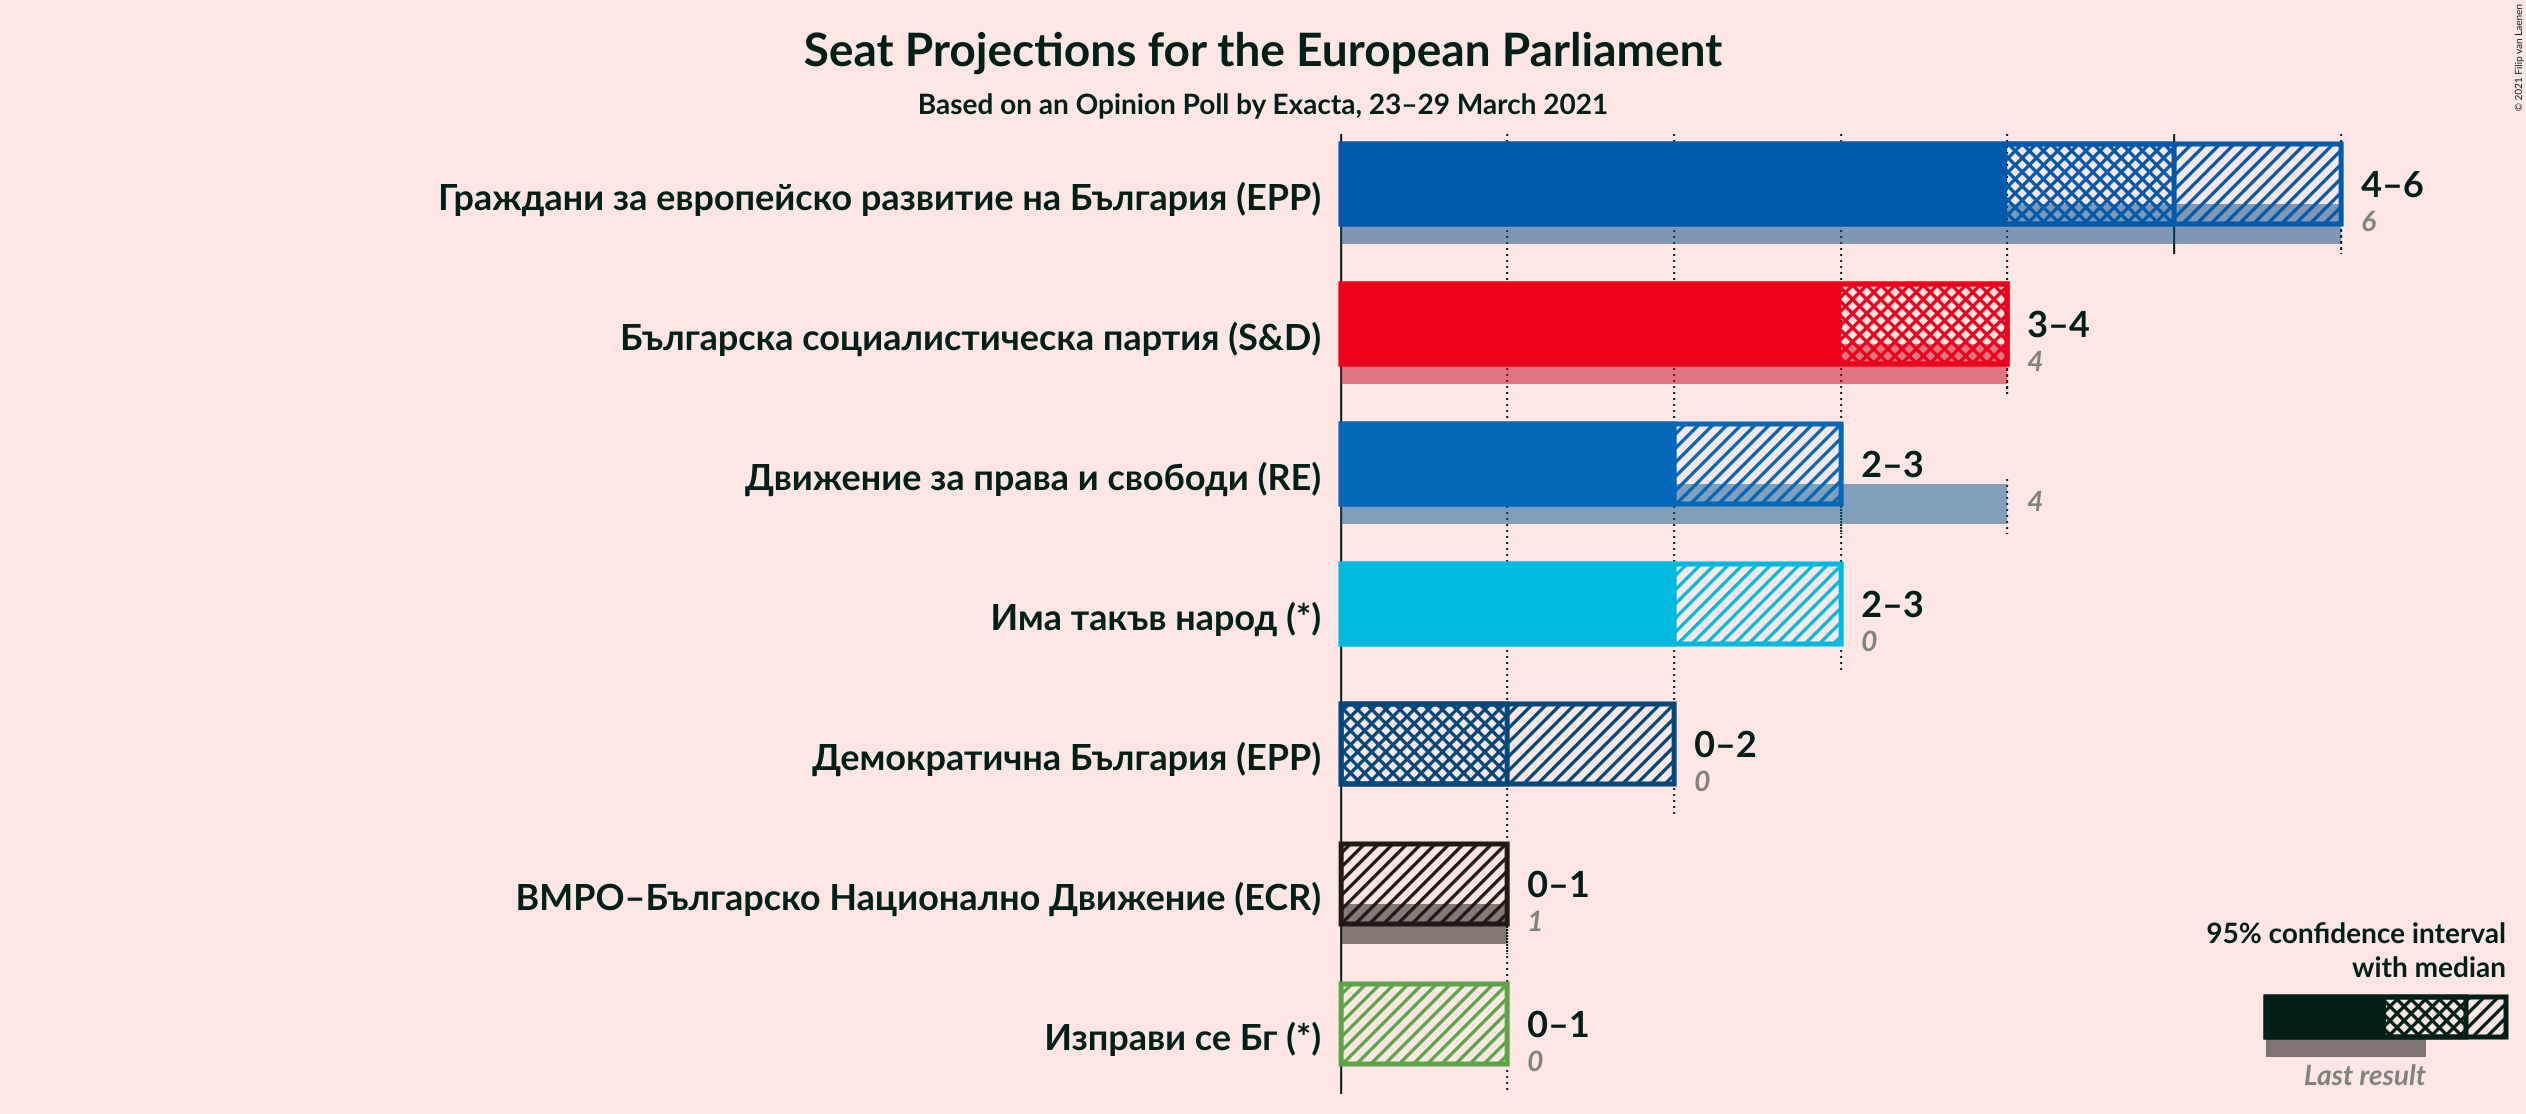 Seat Projections for the European Parliament
Based on an Opinion Poll by Exacta, 23–29 March 2021
© 2021 Filip van Laenen
Граждани за европейско развитие на България (EPP)
4–6
6
Българска социалистическа партия (S&D)
3–4
4
Движение за права и свободи (RE)
2–3
4
Има такъв народ (*)
2–3
0
Демократична България (EPP)
0–2
0
ВМРО–Българско Национално Движение (ECR)
0–1
1
Изправи се Бг (*)
0–1
0
95% confidence interval
with median
Last result